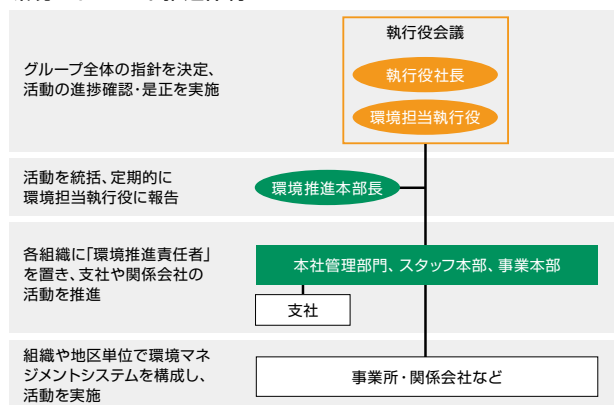 執行役会議
グループ全体の指針を決定、
活動の進捗確認・是正を実施
執行役社長
環境担当執行役
活動を統括、定期的に
環境担当執行役に報告
環境推進本部長
各組織に「環境推進責任者」
を置き、支社や関係会社の
活動を推進
本社管理部門、スタッフ本部、事業本部
支社
組織や地区単位で環境マネ
ジメントシステムを構成し、
活動を実施
事業所・関係会社など